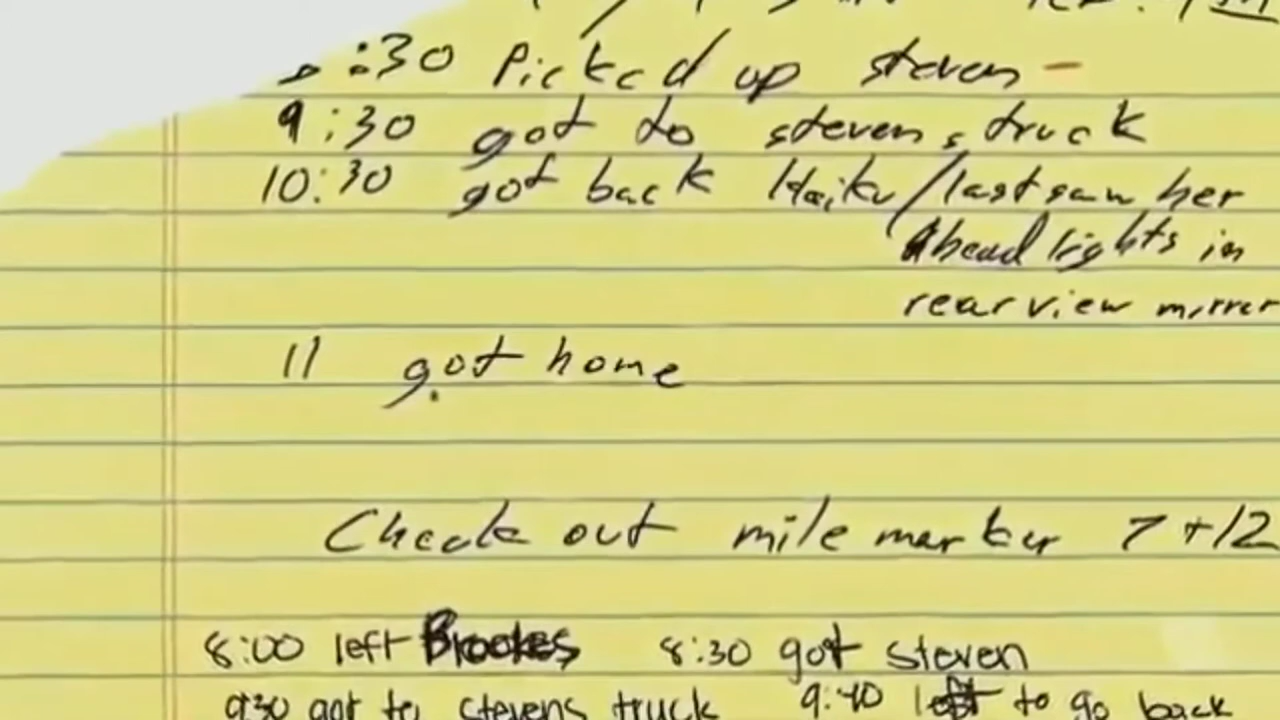 :30 Picked up steven -
9:30 got to stevens truck
10:30 got back Haiku/last saw her
headlights in
rearview mirror
11 got home
Check out mile marker 7 + 12
8:00 left Brookes 8:30 got steven
9:30 got to stevens truck 9:40 left to go back